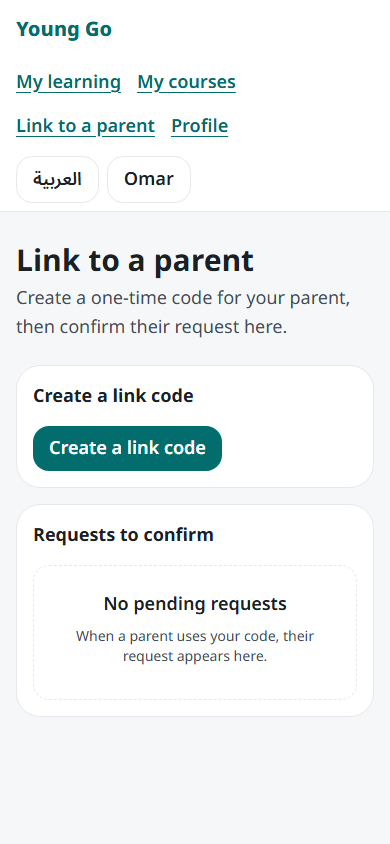 Young Go
My learning My courses
Link to a parent Profile
العربية Omar
Link to a parent
Create a one-time code for your parent,
then confirm their request here.
Create a link code
Create a link code
Requests to confirm
No pending requests
When a parent uses your code, their
request appears here.